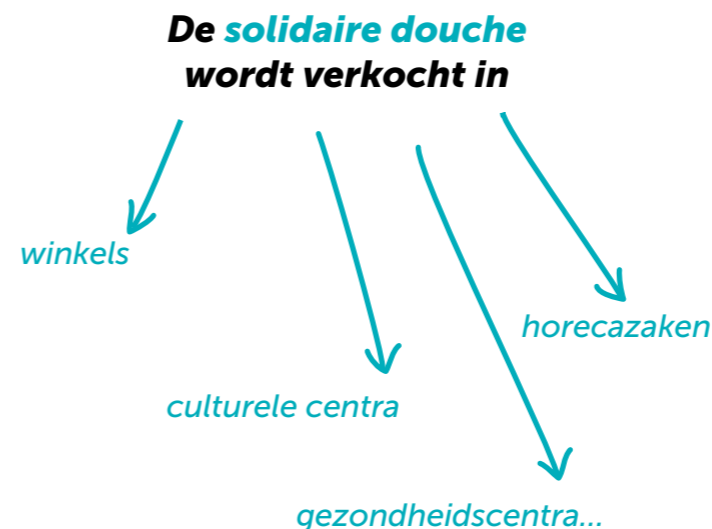 De solidaire douche
wordt verkocht in
winkels
horecazaken
culturele centra
gezondheidscentra...